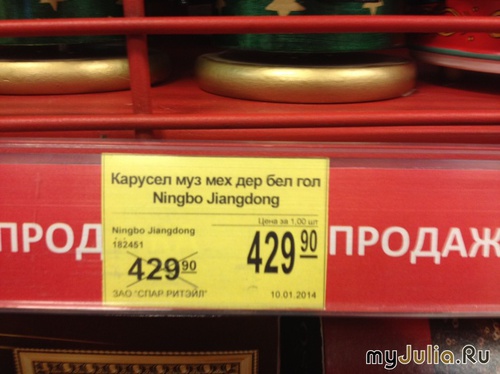 Карусел муз мех дер бел гол
Ningbo Jiangdong
Цена за 1,00 шт
Ningbo Jiangdong
182451
429 90
429 90
ЗАО "СПАР РИТЭЙЛ"
10.01.2014
ПРОД
ПРОДАЖ
myJulia.Ru